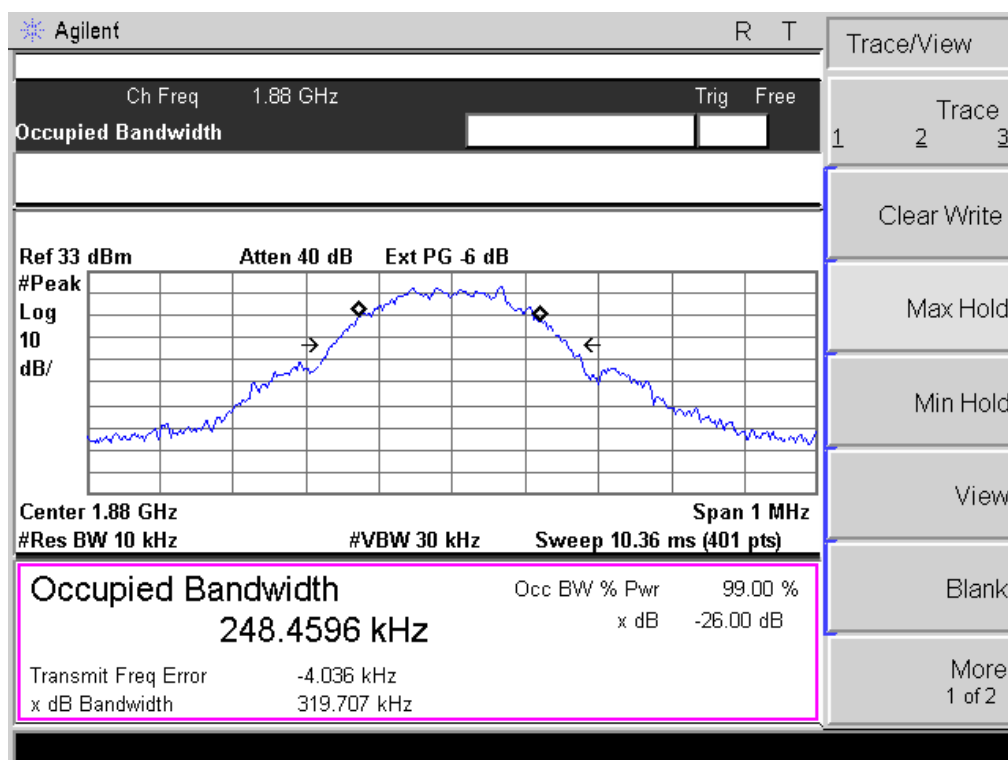 Agilent R T
Trace/View
Ch Freq 1.88 GHz Trig Free
Occupied Bandwidth
Trace
1 2 3
Clear Write
Max Hold
Min Hold
View
Blank
More
1 of 2
Ref 33 dBm Atten 40 dB Ext PG -6 dB
#Peak
Log
10
dB/
Center 1.88 GHz Span 1 MHz
#Res BW 10 kHz #VBW 30 kHz Sweep 10.36 ms (401 pts)
Occupied Bandwidth Occ BW % Pwr 99.00 %
248.4596 kHz x dB -26.00 dB
Transmit Freq Error -4.036 kHz
x dB Bandwidth 319.707 kHz